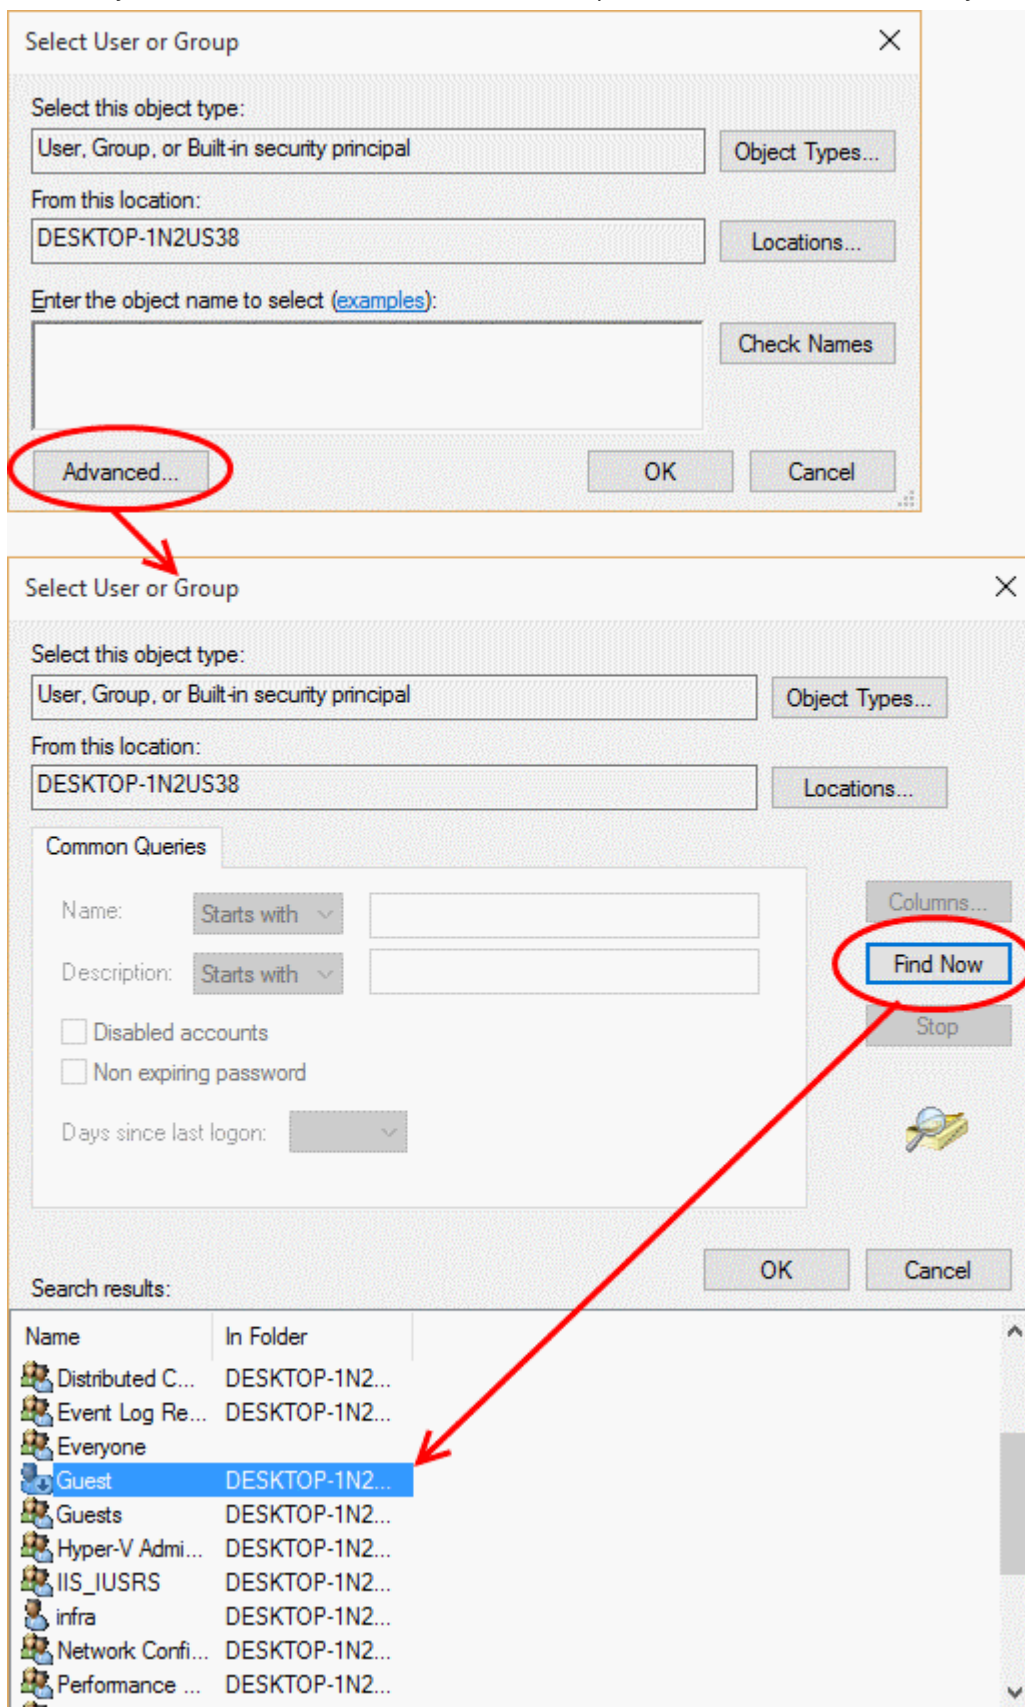 Select User or Group
Select this object type:
User, Group, or Built-in security principal
Object Types...
From this location:
DESKTOP-1N2US38
Locations...
Enter the object name to select (examples):
Check Names
Advanced...
OK
Cancel
Select User or Group
Select this object type:
User, Group, or Built-in security principal
Object Types...
From this location:
DESKTOP-1N2US38
Locations...
Common Queries
Name:
Starts with
Columns...
Description:
Starts with
Find Now
Disabled accounts
Stop
Non expiring password
Days since last logon:
OK
Cancel
Search results:
Name In Folder
Distributed C... DESKTOP-1N2...
Event Log Re... DESKTOP-1N2...
Everyone
Guest DESKTOP-1N2...
Guests DESKTOP-1N2...
Hyper-V Admi... DESKTOP-1N2...
IIS_IUSRS DESKTOP-1N2...
infra DESKTOP-1N2...
Network Confi... DESKTOP-1N2...
Performance ... DESKTOP-1N2...